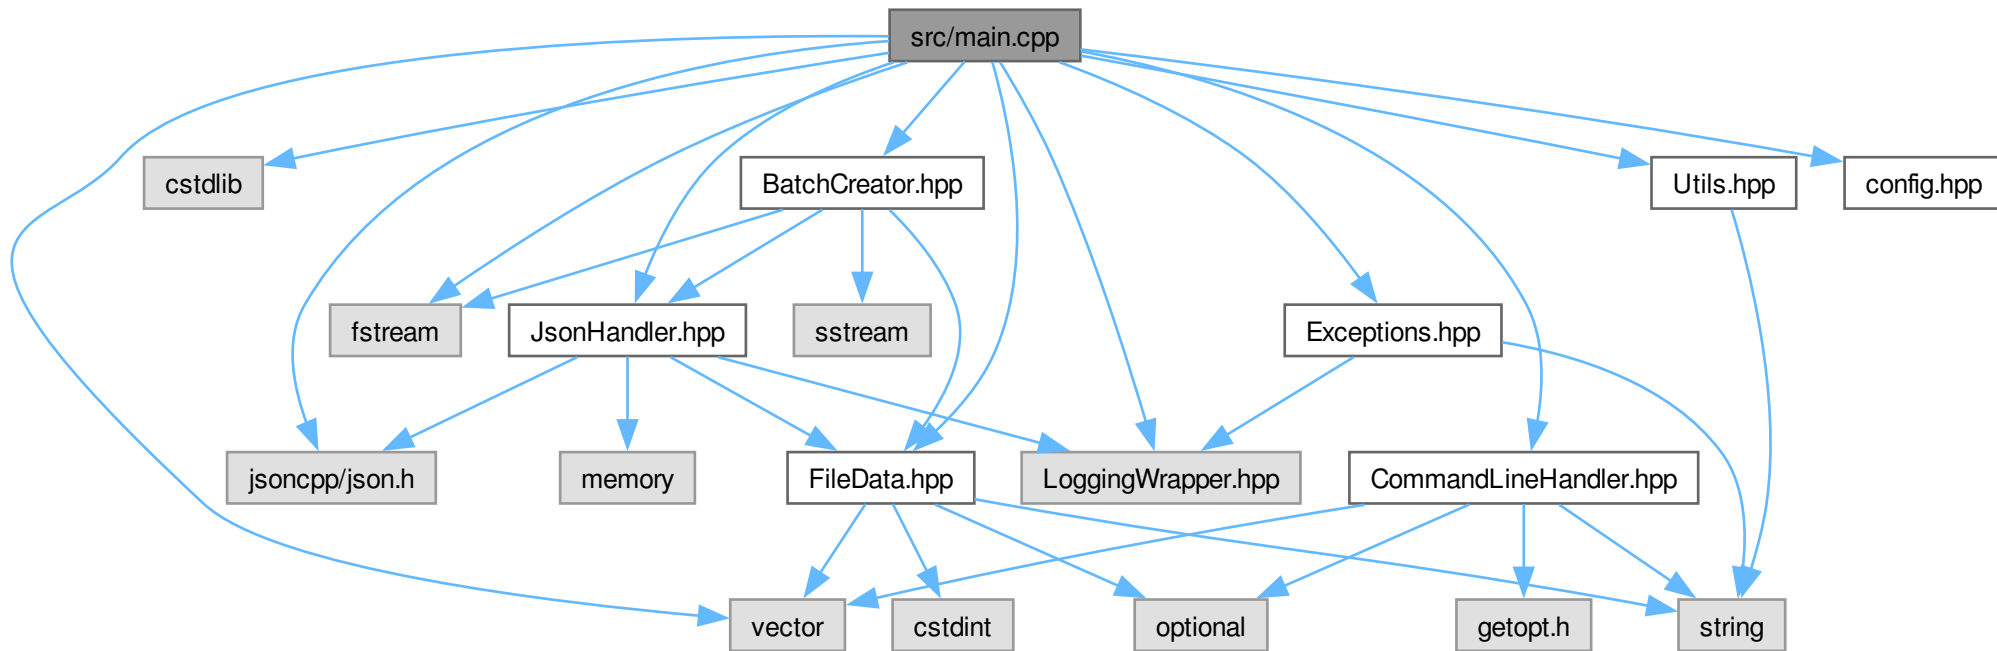 src/main.cpp
cstdlib
BatchCreator.hpp
Utils.hpp
config.hpp
fstream
JsonHandler.hpp
sstream
Exceptions.hpp
jsoncpp/json.h
memory
FileData.hpp
LoggingWrapper.hpp
CommandLineHandler.hpp
vector
cstdint
optional
getopt.h
string